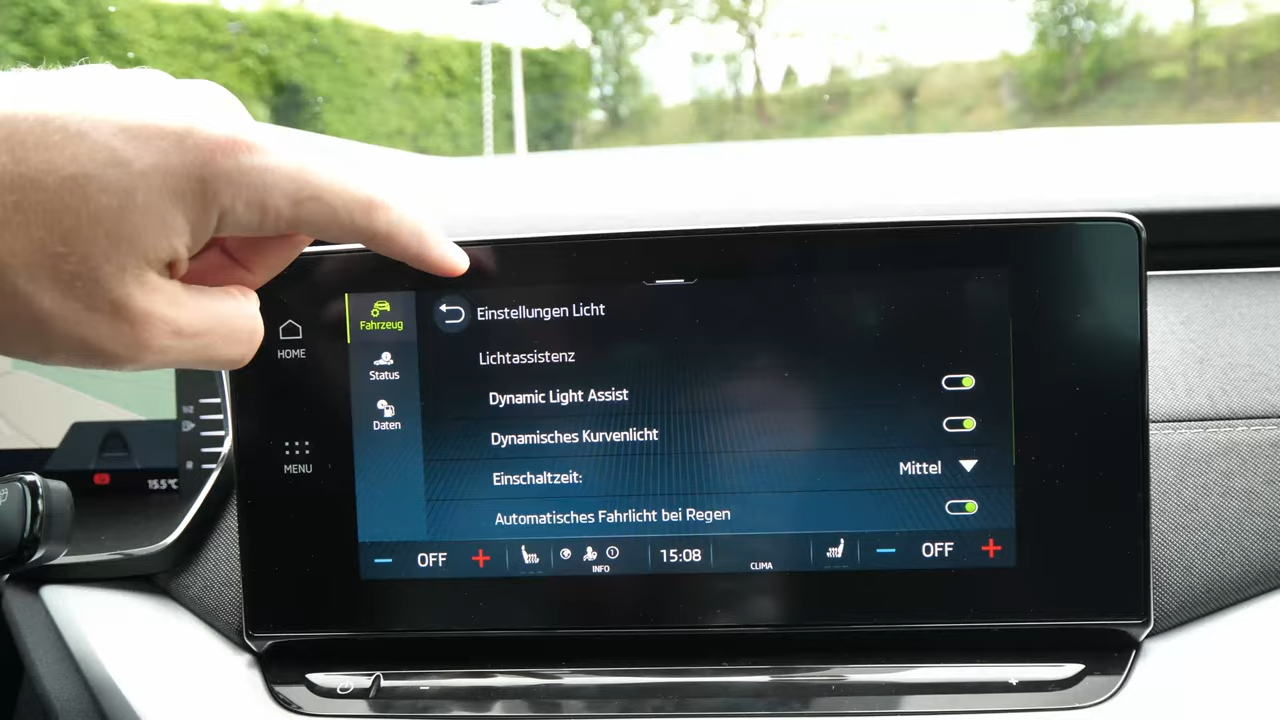 Einstellungen Licht
Fahrzeug
HOME
Lichtassistenz
Status
Dynamic Light Assist
Daten
Dynamisches Kurvenlicht
MENU
Einschaltzeit: Mittel
Automatisches Fahrlicht bei Regen
15.5°C
OFF 15:08 OFF
INFO CLIMA